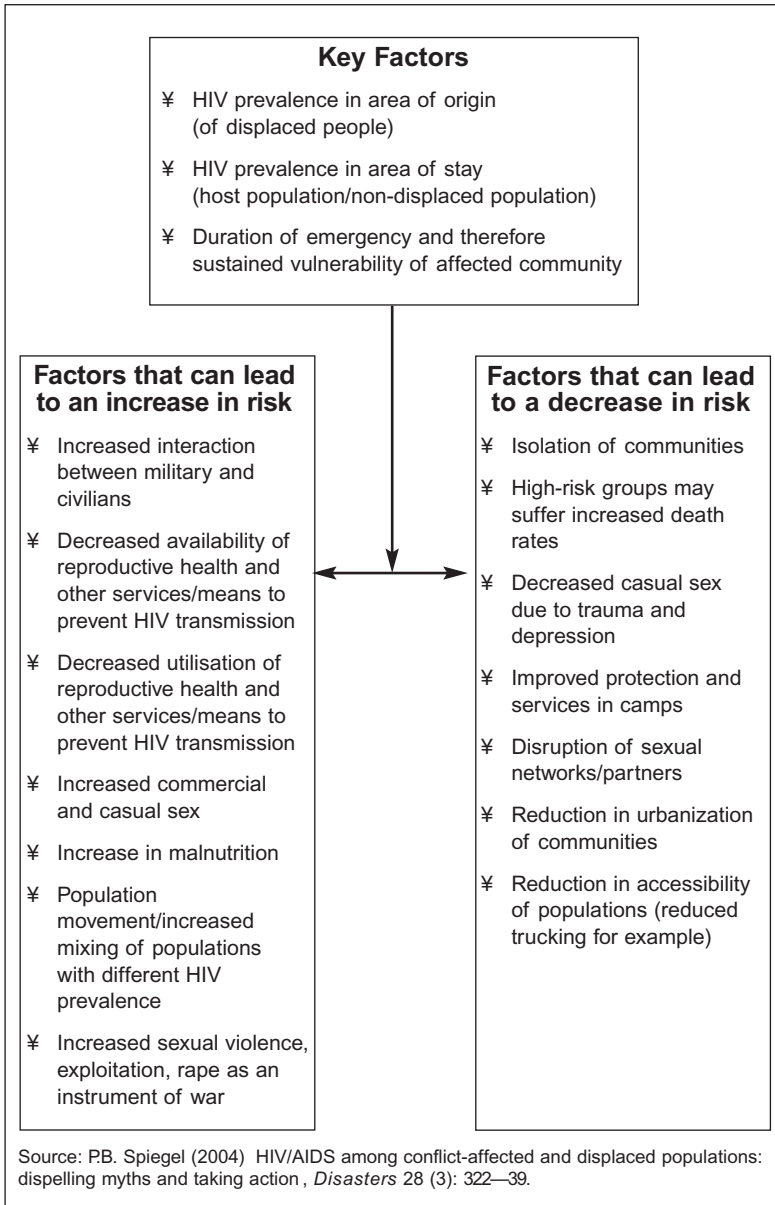 Key Factors
¥ HIV prevalence in area of origin
(of displaced people)
¥ HIV prevalence in area of stay
(host population/non-displaced population)
¥ Duration of emergency and therefore
sustained vulnerability of affected community
Factors that can lead
to an increase in risk
¥ Increased interaction
between military and
civilians
¥ Decreased availability of
reproductive health and
other services/means to
prevent HIV transmission
¥ Decreased utilisation of
reproductive health and
other services/means to
prevent HIV transmission
¥ Increased commercial
and casual sex
¥ Increase in malnutrition
¥ Population
movement/increased
mixing of populations
with different HIV
prevalence
¥ Increased sexual violence,
exploitation, rape as an
instrument of war
Factors that can lead
to a decrease in risk
¥ Isolation of communities
¥ High-risk groups may
suffer increased death
rates
¥ Decreased casual sex
due to trauma and
depression
¥ Improved protection and
services in camps
¥ Disruption of sexual
networks/partners
¥ Reduction in urbanization
of communities
¥ Reduction in accessibility
of populations (reduced
trucking for example)
Source: P.B. Spiegel (2004) HIV/AIDS among conflict-affected and displaced populations:
dispelling myths and taking action , Disasters 28 (3): 322—39.